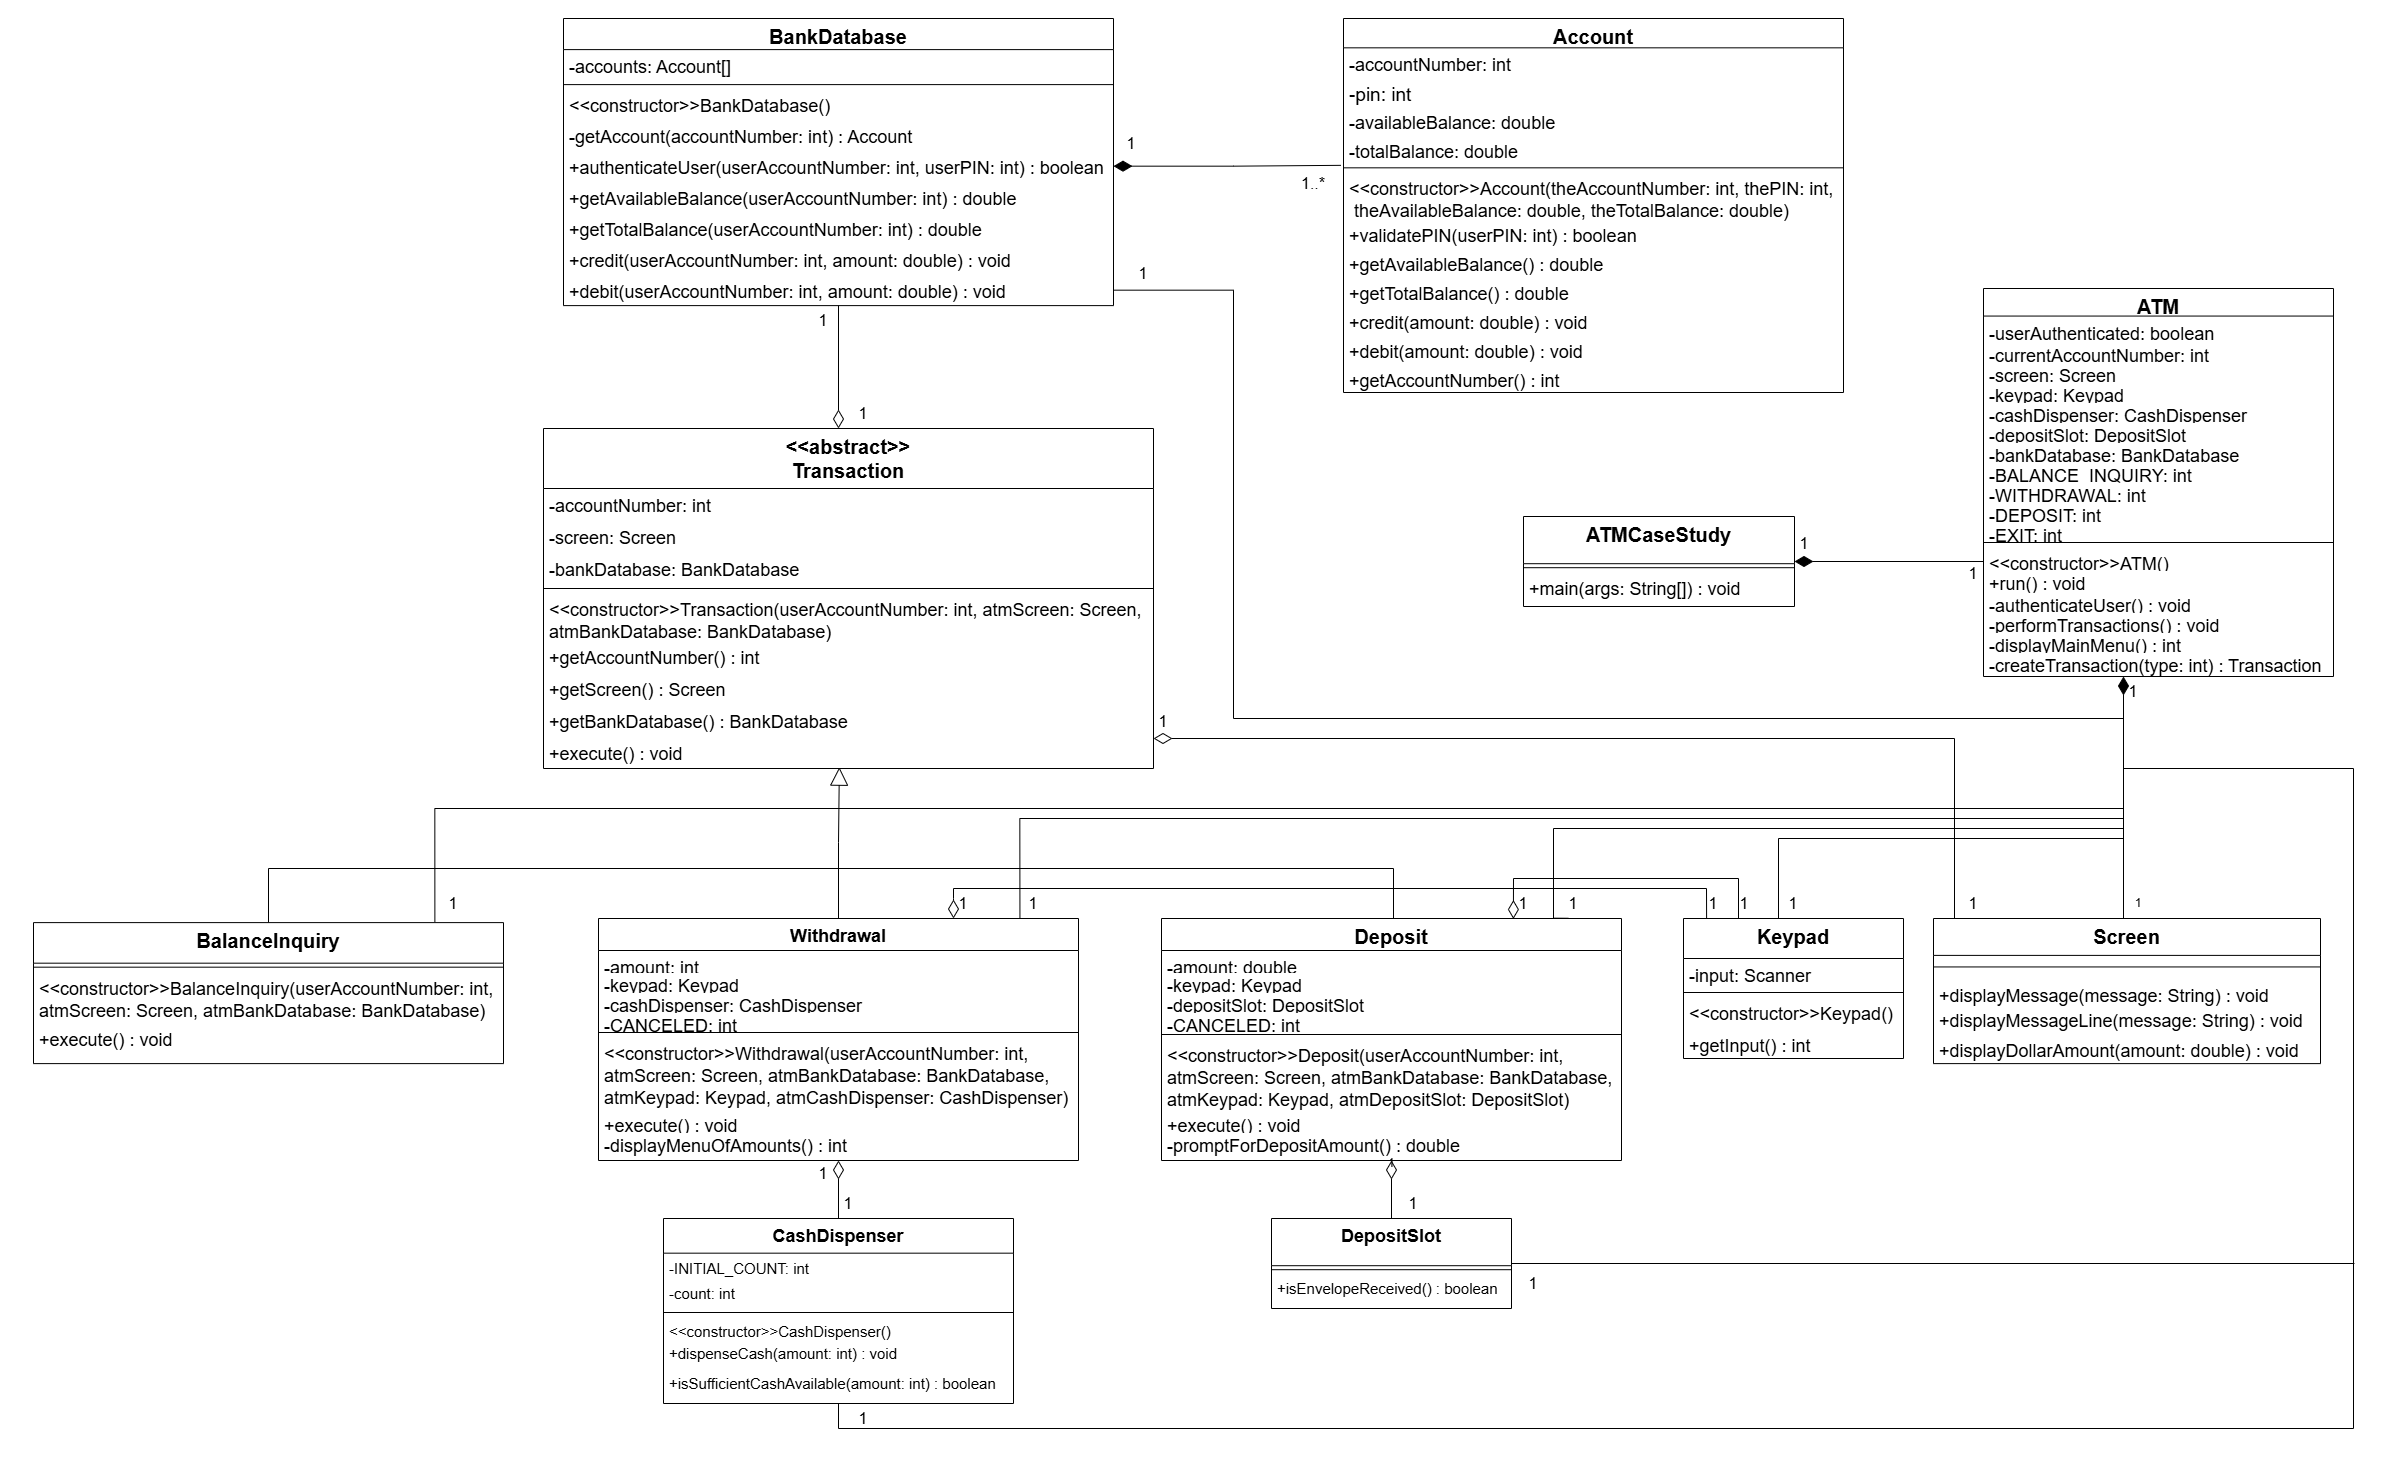 BankDatabase
-accounts: Account[]
<<constructor>>BankDatabase()
-getAccount(accountNumber: int) : Account
+authenticateUser(userAccountNumber: int, userPIN: int) : boolean
+getAvailableBalance(userAccountNumber: int) : double
+getTotalBalance(userAccountNumber: int) : double
+credit(userAccountNumber: int, amount: double) : void
+debit(userAccountNumber: int, amount: double) : void
1
1..*
1
1
1
Account
-accountNumber: int
-pin: int
-availableBalance: double
-totalBalance: double
<<constructor>>Account(theAccountNumber: int, thePIN: int,
theAvailableBalance: double, theTotalBalance: double)
+validatePIN(userPIN: int) : boolean
+getAvailableBalance() : double
+getTotalBalance() : double
+credit(amount: double) : void
+debit(amount: double) : void
+getAccountNumber() : int
ATM
-userAuthenticated: boolean
-currentAccountNumber: int
-screen: Screen
-keypad: Keypad
-cashDispenser: CashDispenser
-depositSlot: DepositSlot
-bankDatabase: BankDatabase
-BALANCE_INQUIRY: int
-WITHDRAWAL: int
-DEPOSIT: int
-EXIT: int
<<constructor>>ATM()
+run() : void
-authenticateUser() : void
-performTransactions() : void
-displayMainMenu() : int
-createTransaction(type: int) : Transaction
1
ATMCaseStudy
+main(args: String[]) : void
1
1
<<abstract>>
Transaction
-accountNumber: int
-screen: Screen
-bankDatabase: BankDatabase
<<constructor>>Transaction(userAccountNumber: int, atmScreen: Screen,
atmBankDatabase: BankDatabase)
+getAccountNumber() : int
+getScreen() : Screen
+getBankDatabase() : BankDatabase
+execute() : void
1
1
1
1
1
1
1
1
1
1
1
BalanceInquiry
<<constructor>>BalanceInquiry(userAccountNumber: int,
atmScreen: Screen, atmBankDatabase: BankDatabase)
+execute() : void
Withdrawal
-amount: int
-keypad: Keypad
-cashDispenser: CashDispenser
-CANCELED: int
<<constructor>>Withdrawal(userAccountNumber: int,
atmScreen: Screen, atmBankDatabase: BankDatabase,
atmKeypad: Keypad, atmCashDispenser: CashDispenser)
+execute() : void
-displayMenuOfAmounts() : int
Deposit
-amount: double
-keypad: Keypad
-depositSlot: DepositSlot
-CANCELED: int
<<constructor>>Deposit(userAccountNumber: int,
atmScreen: Screen, atmBankDatabase: BankDatabase,
atmKeypad: Keypad, atmDepositSlot: DepositSlot)
+execute() : void
-promptForDepositAmount() : double
Keypad
-input: Scanner
<<constructor>>Keypad()
+getInput() : int
Screen
+displayMessage(message: String) : void
+displayMessageLine(message: String) : void
+displayDollarAmount(amount: double) : void
1
1
1
1
CashDispenser
-INITIAL_COUNT: int
-count: int
<<constructor>>CashDispenser()
+dispenseCash(amount: int) : void
+isSufficientCashAvailable(amount: int) : boolean
1
DepositSlot
+isEnvelopeReceived() : boolean
1